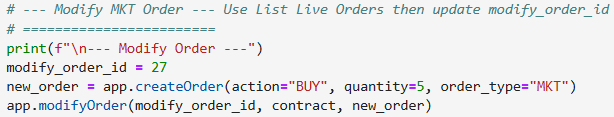 # --- Modify MKT Order --- Use List Live Orders then update modify_order_id
# ========================
print(f"\n--- Modify Order ---")
modify_order_id = 27
new_order = app.createOrder(action="BUY", quantity=5, order_type="MKT")
app.modifyOrder(modify_order_id, contract, new_order)